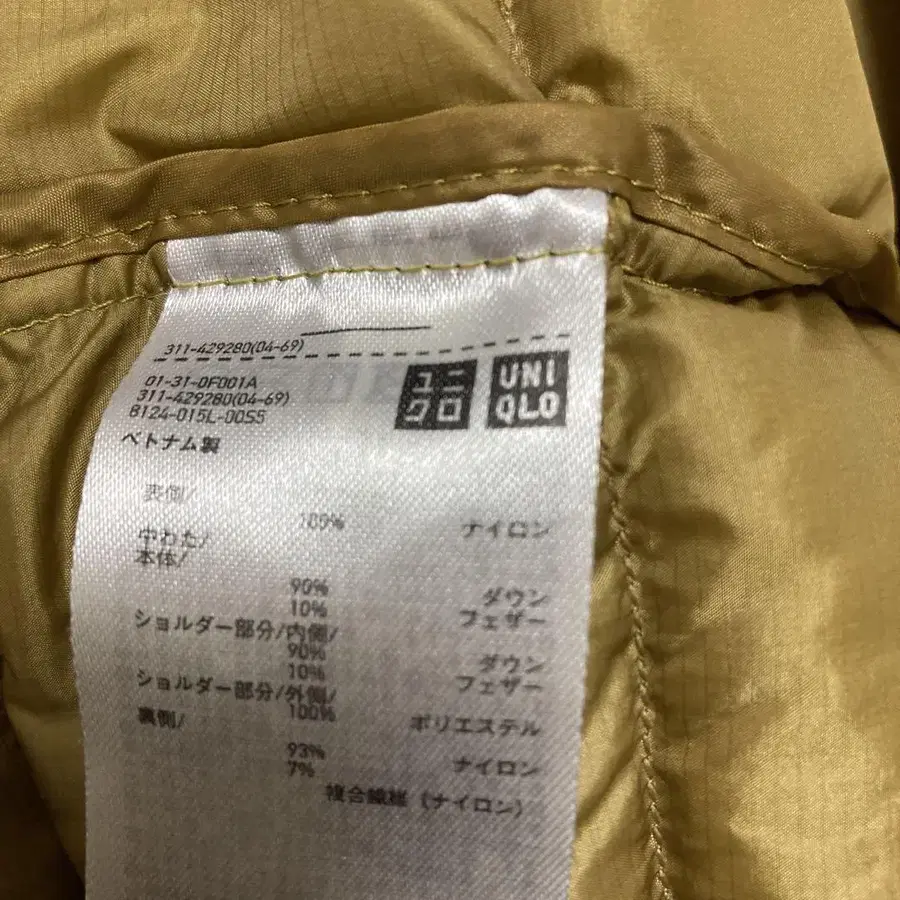 311-429280(04-69)
01-31-0F001A
311-429280(04-69)
8124-015L-00S5
ユニクロ
UNIQLO
ベトナム製
表側/
100% ナイロン
中わた/
本体/
90% ダウン
10% フェザー
ショルダー部分/内側/
90% ダウン
10% フェザー
ショルダー部分/外側/
100% ポリエステル
裏側/
93% ナイロン
7%
複合繊維 (ナイロン)